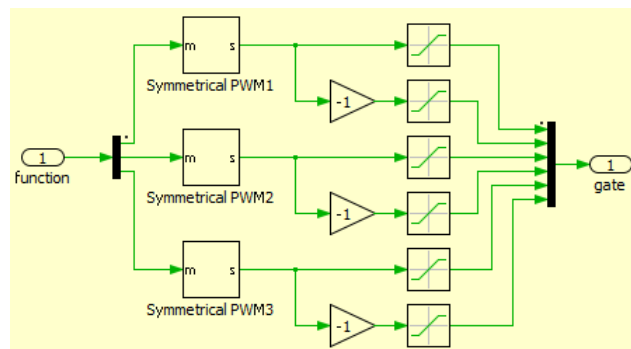 m s
Symmetrical PWM1
-1
1
function
m s
Symmetrical PWM2
-1
1
gate
m s
Symmetrical PWM3
-1